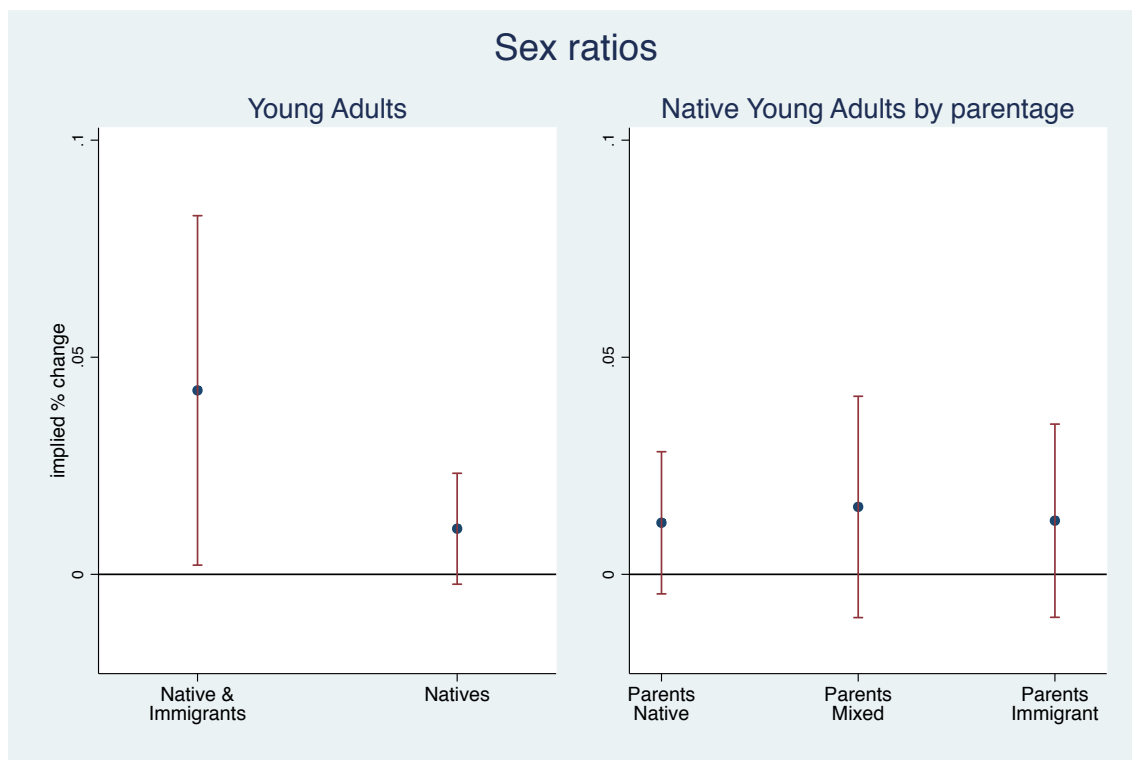 Sex ratios
Young Adults
implied % change
.1
.05
0
Native &
Immigrants
Natives
Native Young Adults by parentage
.1
.05
0
Parents
Native
Parents
Mixed
Parents
Immigrant